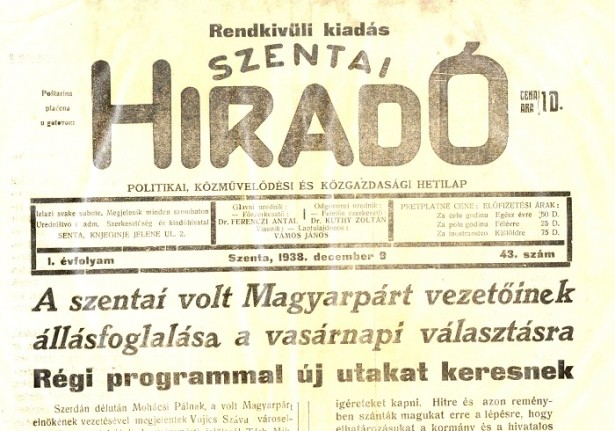 Rendkivüli kiadás
SZENTAI
HIRADÓ
Poštarina
plaćena
u gotovom
CENA
ARA 1D.
POLITIKAI, KÖZMŰVELŐDÉSI ÉS KÖZGAZDASÁGI HETILAP
Izlazi svake subote. Megjelenik minden szombaton
Uredništvo i adm. Szerkesztőség és kiadóhivatal
SENTA, KNJEGINJE JELENE UL. 2.
Glavni urednik:
— Főszerkesztő:
Dr. FERENCZI ANTAL
Odgovorni urednik:
— Felelős szerkesztő:
Dr. KUTHY ZOLTÁN
Vlasnik: — Laptulajdonos:
VÁMOS JÁNOS
PRETPLATNE CENE: ELŐFIZETÉSI ÁRAK:
Za celu godinu Egész évre 50 D.
Za pola godina Félévre 25 D.
Za inostranstvo Külföldre 75 D.
I. évfolyam Szenta, 1938. december 43. szám
A szentai volt Magyarpárt vezetőinek
állásfoglalása a vasárnapi választásra
Régi programmal új utakat keresnek
Szerdán délután Mohácsi Pálnak, a volt Magyarpárt
elnökének vezetésével megjelentek Vujics Száva városel-
igéreteket kapni. Hitre és azon remény-
ben szánták magukat erre a lépésre, hogy
elhatározásukat a kormány és a hivatalos